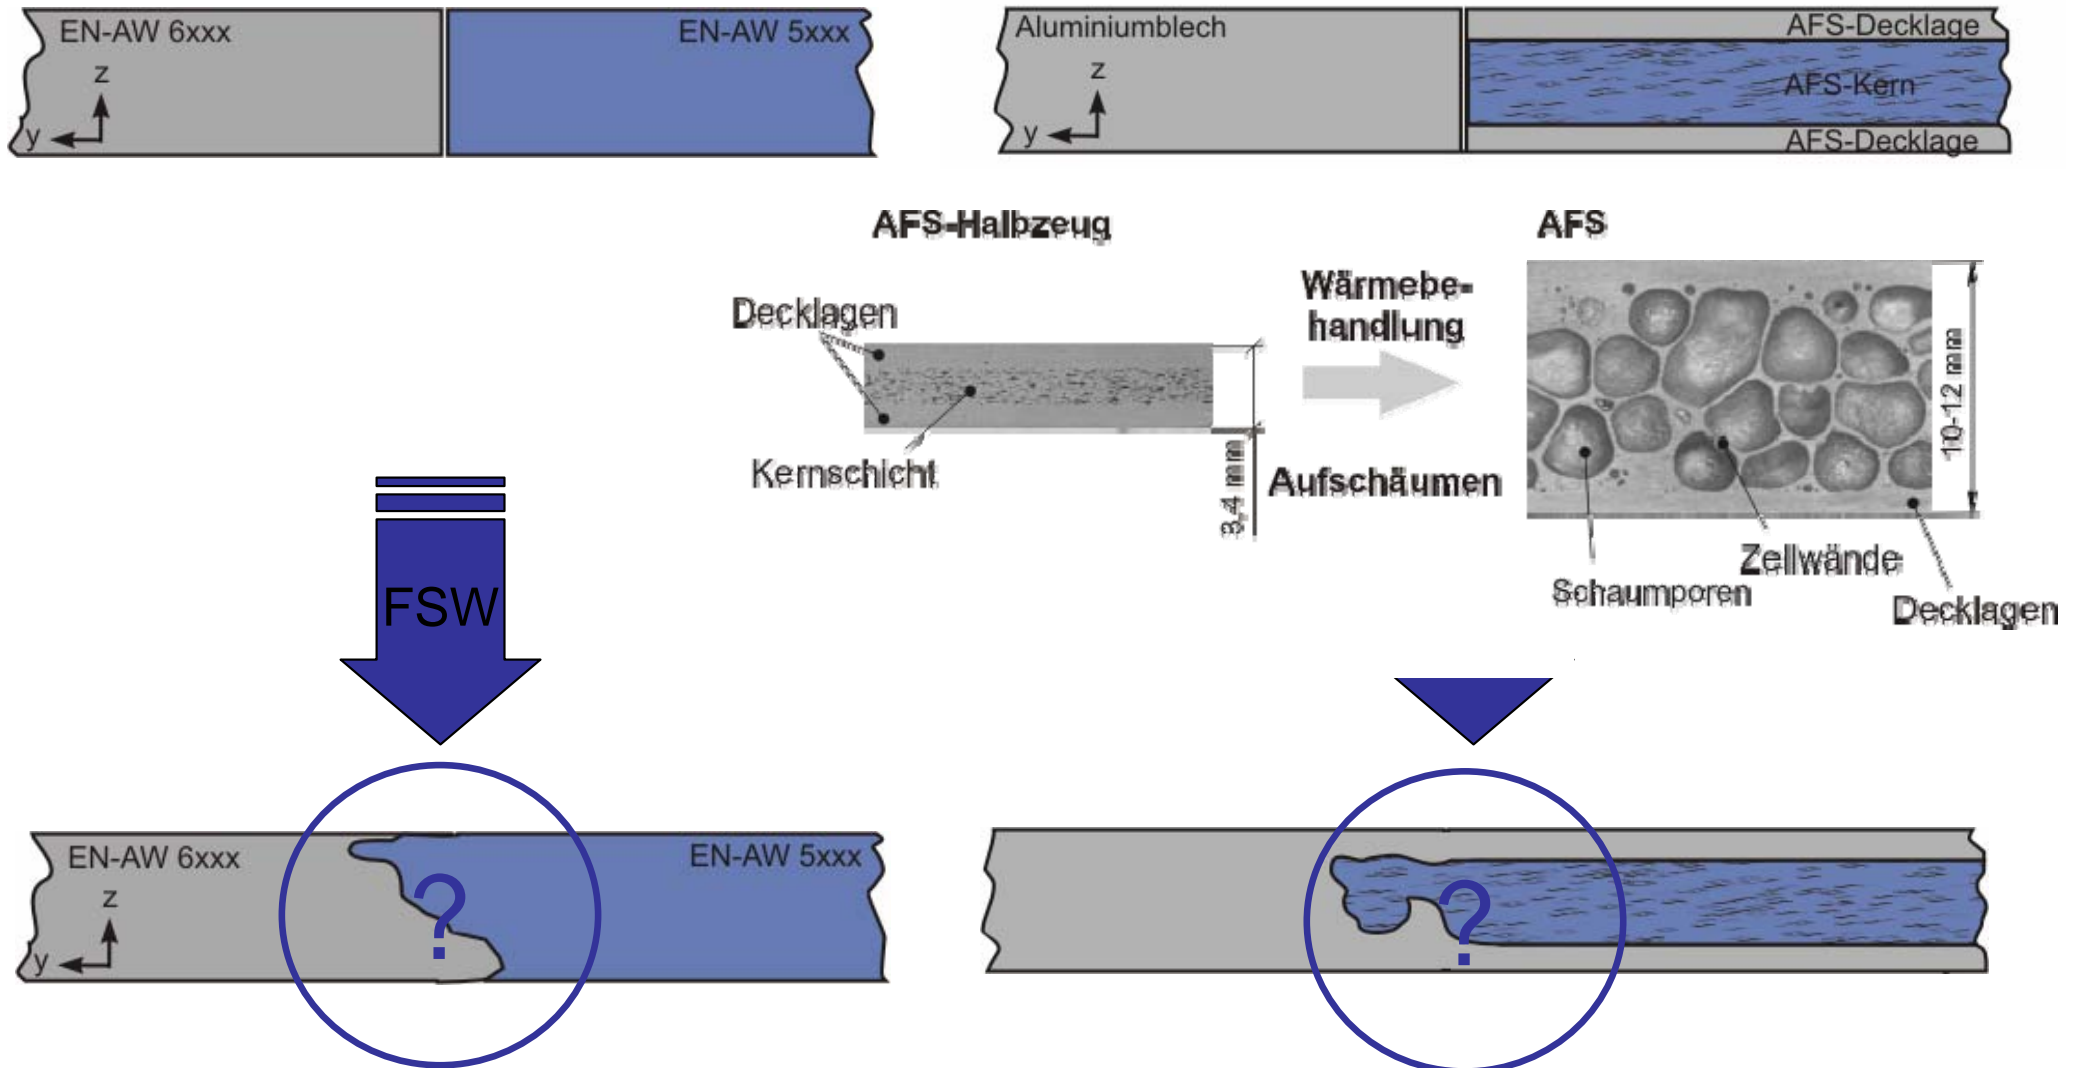 EN-AW 6xxx
EN-AW 5xxx
z
y
Aluminiumblech
z
y
AFS-Decklage
AFS-Kern
AFS-Decklage
AFS-Halbzeug
AFS
Decklagen
Kernschicht
3,4 mm
Wärmebe-
handlung
Aufschäumen
10-12 mm
Zellwände
Schaumporen
Decklagen
FSW
EN-AW 6xxx
EN-AW 5xxx
z
y
?
?